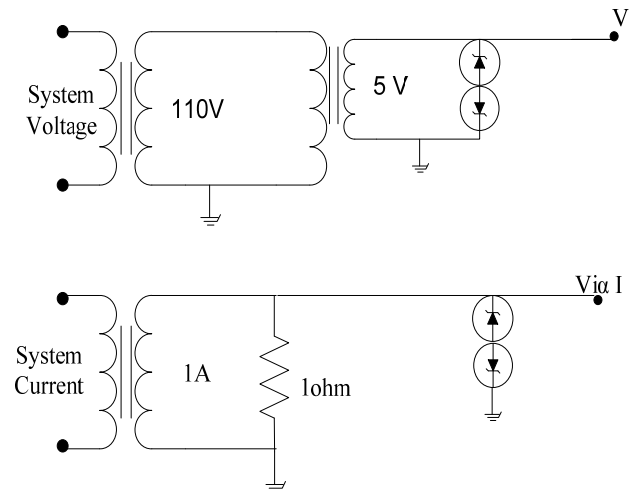 V
System
Voltage
110V
5 V
Viα I
System
Current
1A
1ohm